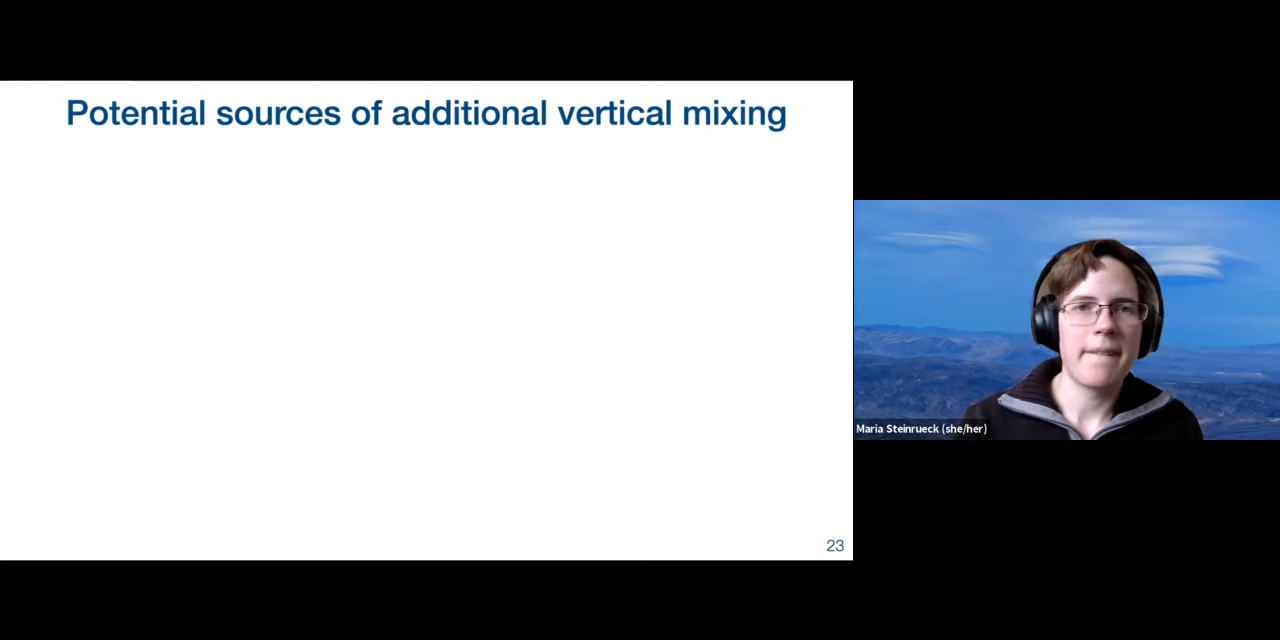 Potential sources of additional vertical mixing
Maria Steinrueck (she/her)
23